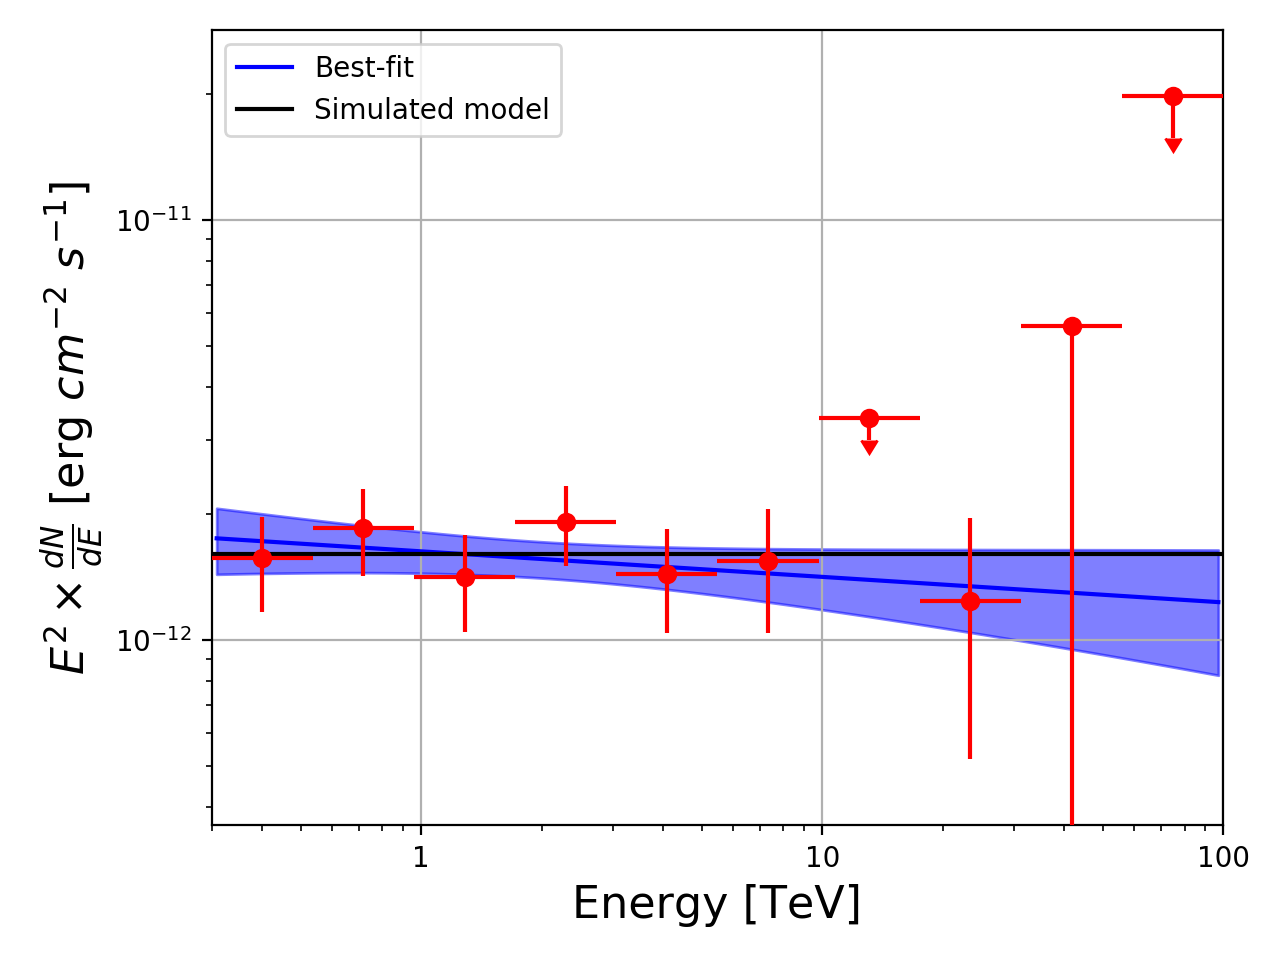 Best-fit
Simulated model
10⁻¹¹
10⁻¹²
E² × dN/dE [erg cm⁻² s⁻¹]
1
10
100
Energy [TeV]